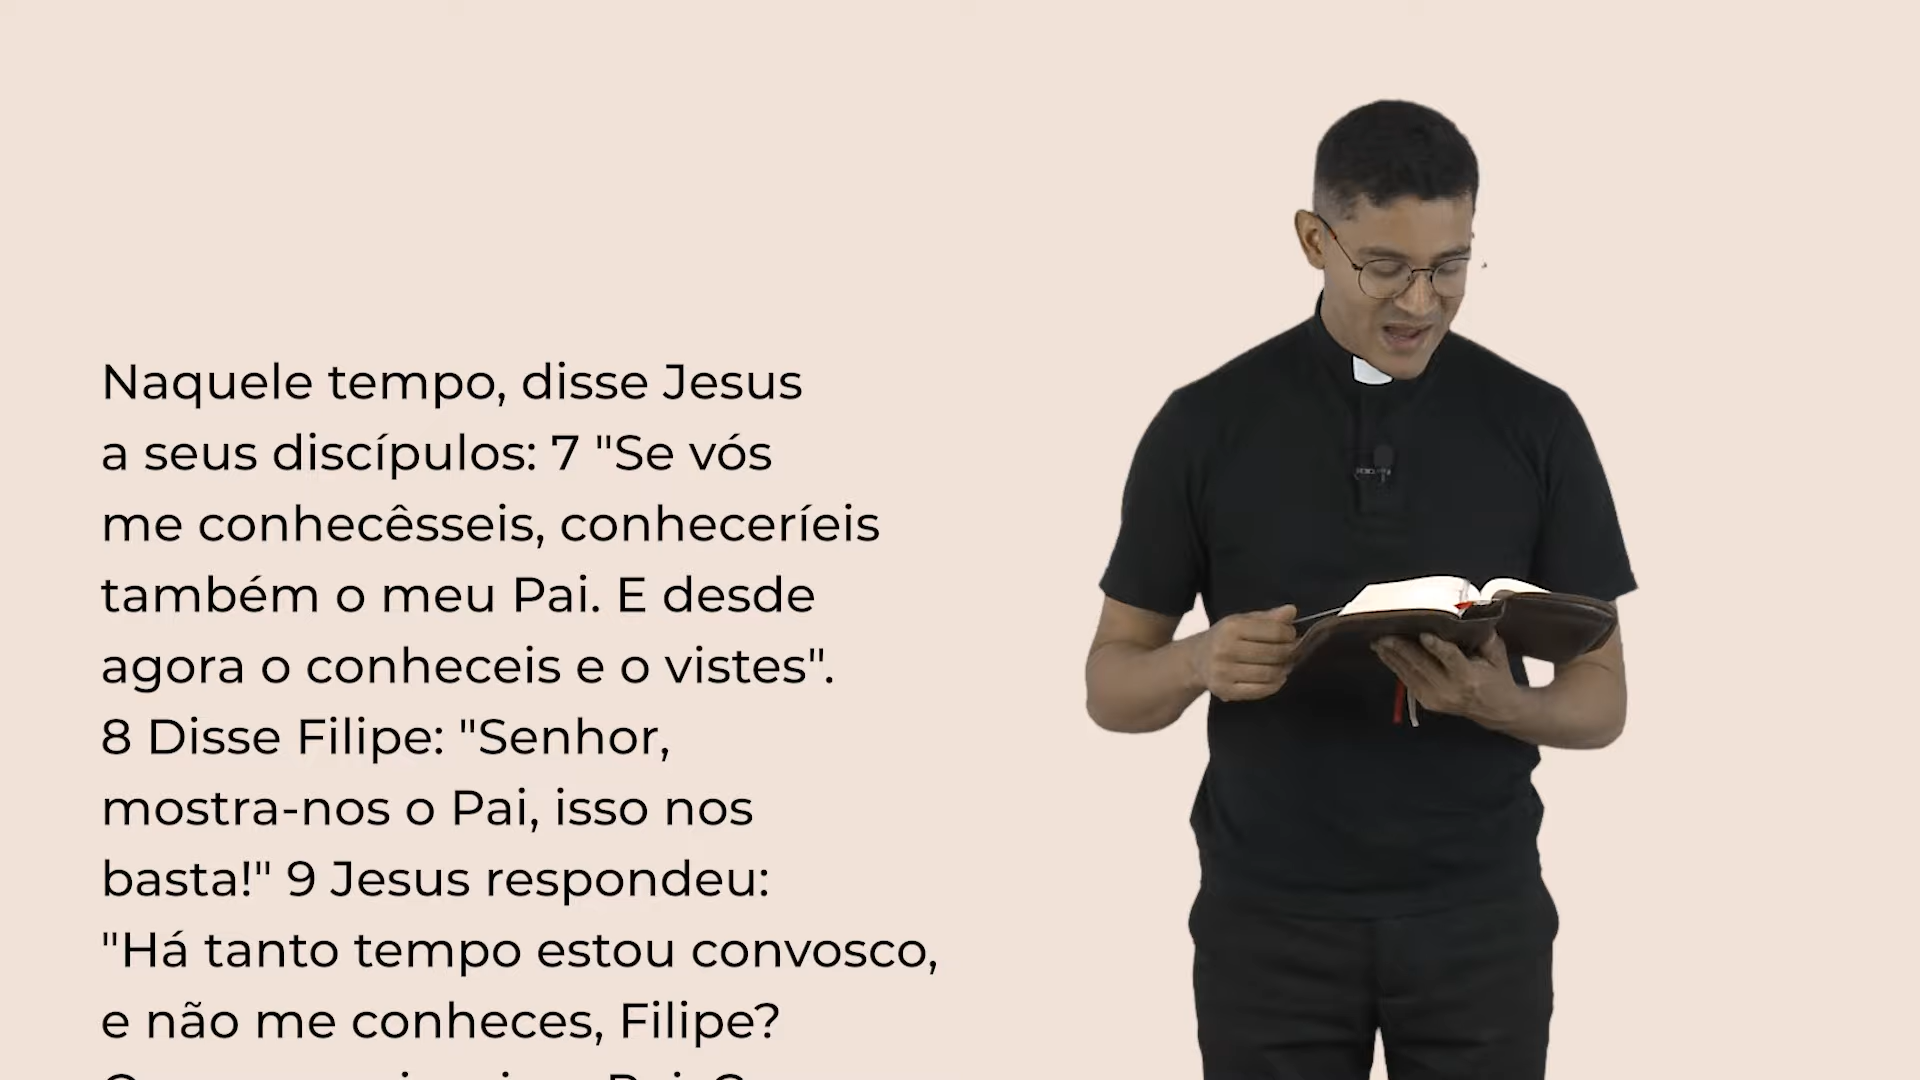 Naquele tempo, disse Jesus
a seus discípulos: 7 "Se vós
me conhecêsseis, conheceríeis
também o meu Pai. E desde
agora o conheceis e o vistes".
8 Disse Filipe: "Senhor,
mostra-nos o Pai, isso nos
basta!" 9 Jesus respondeu:
"Há tanto tempo estou convosco,
e não me conheces, Filipe?